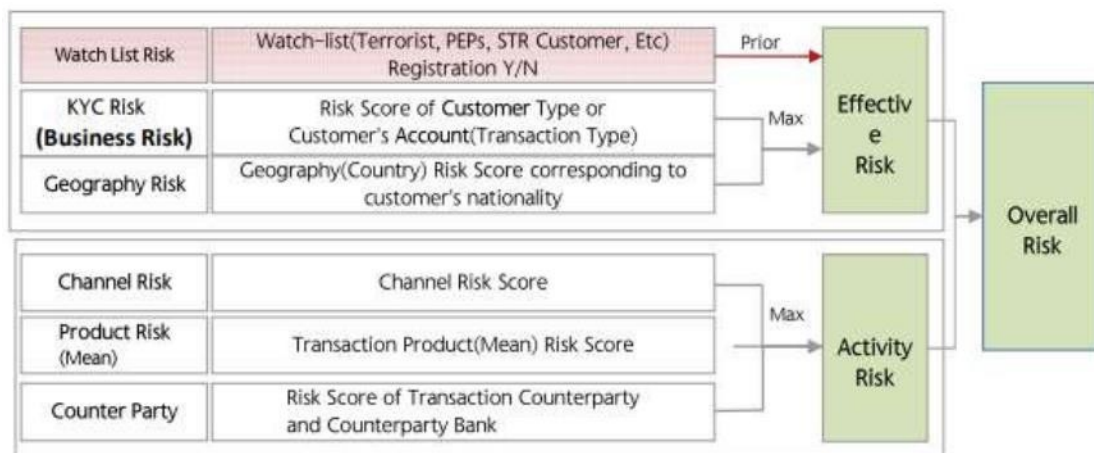 Watch List Risk
Watch-list(Terrorist, PEPs, STR Customer, Etc)
Registration Y/N
Prior
KYC Risk
(Business Risk)
Risk Score of Customer Type or
Customer's Account(Transaction Type)
Max
Geography Risk
Geography(Country) Risk Score corresponding to
customer's nationality
Effectiv
e
Risk
Channel Risk
Channel Risk Score
Product Risk
(Mean)
Transaction Product(Mean) Risk Score
Max
Counter Party
Risk Score of Transaction Counterparty
and Counterparty Bank
Activity
Risk
Overall
Risk